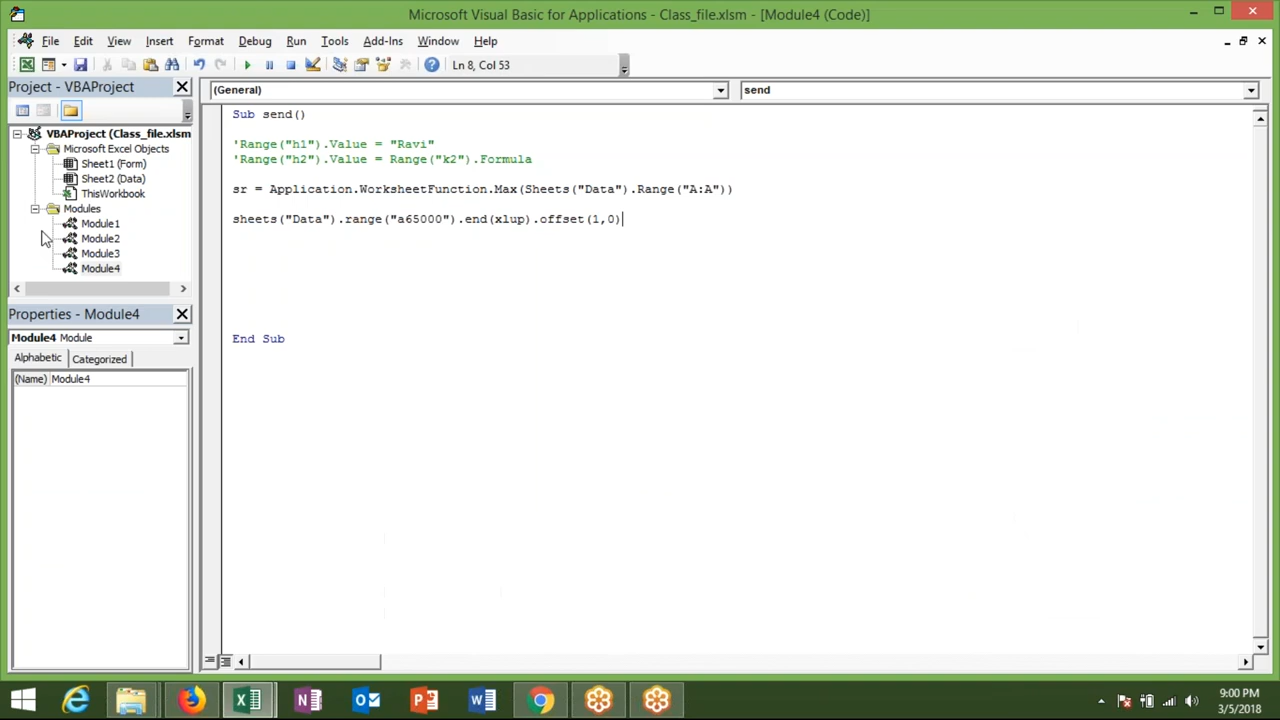 Microsoft Visual Basic for Applications - Class_file.xlsm - [Module4 (Code)]
File Edit View Insert Format Debug Run Tools Add-Ins Window Help
Ln 8, Col 53
Project - VBAProject
(General)
send
VBAProject (Class_file.xlsm
Microsoft Excel Objects
Sheet1 (Form)
Sheet2 (Data)
ThisWorkbook
Modules
Module1
Module2
Module3
Module4
Properties - Module4
Module4 Module
Alphabetic Categorized
(Name) Module4
Sub send()
'Range("h1").Value = "Ravi"
'Range("h2").Value = Range("k2").Formula
sr = Application.WorksheetFunction.Max(Sheets("Data").Range("A:A"))
sheets("Data").range("a65000").end(xlup).offset(1,0)
End Sub
9:00 PM
3/5/2018